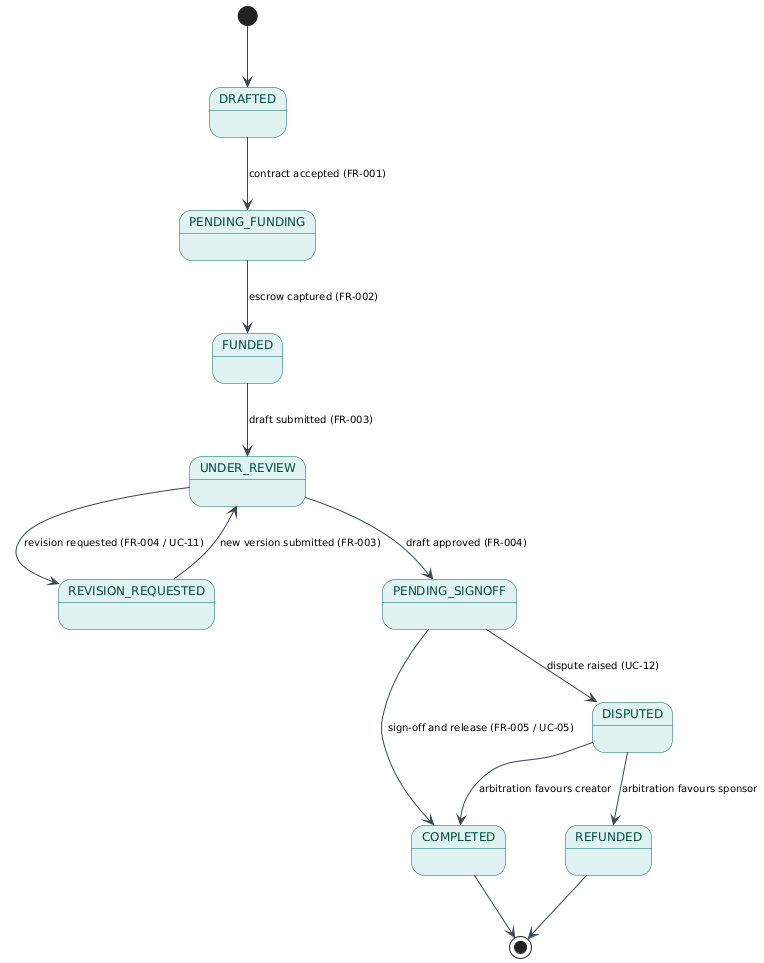 DRAFTED
contract accepted (FR-001)
PENDING_FUNDING
escrow captured (FR-002)
FUNDED
draft submitted (FR-003)
UNDER_REVIEW
revision requested (FR-004 / UC-11)
new version submitted (FR-003)
draft approved (FR-004)
REVISION_REQUESTED
PENDING_SIGNOFF
dispute raised (UC-12)
DISPUTED
sign-off and release (FR-005 / UC-05)
arbitration favours creator
arbitration favours sponsor
COMPLETED
REFUNDED